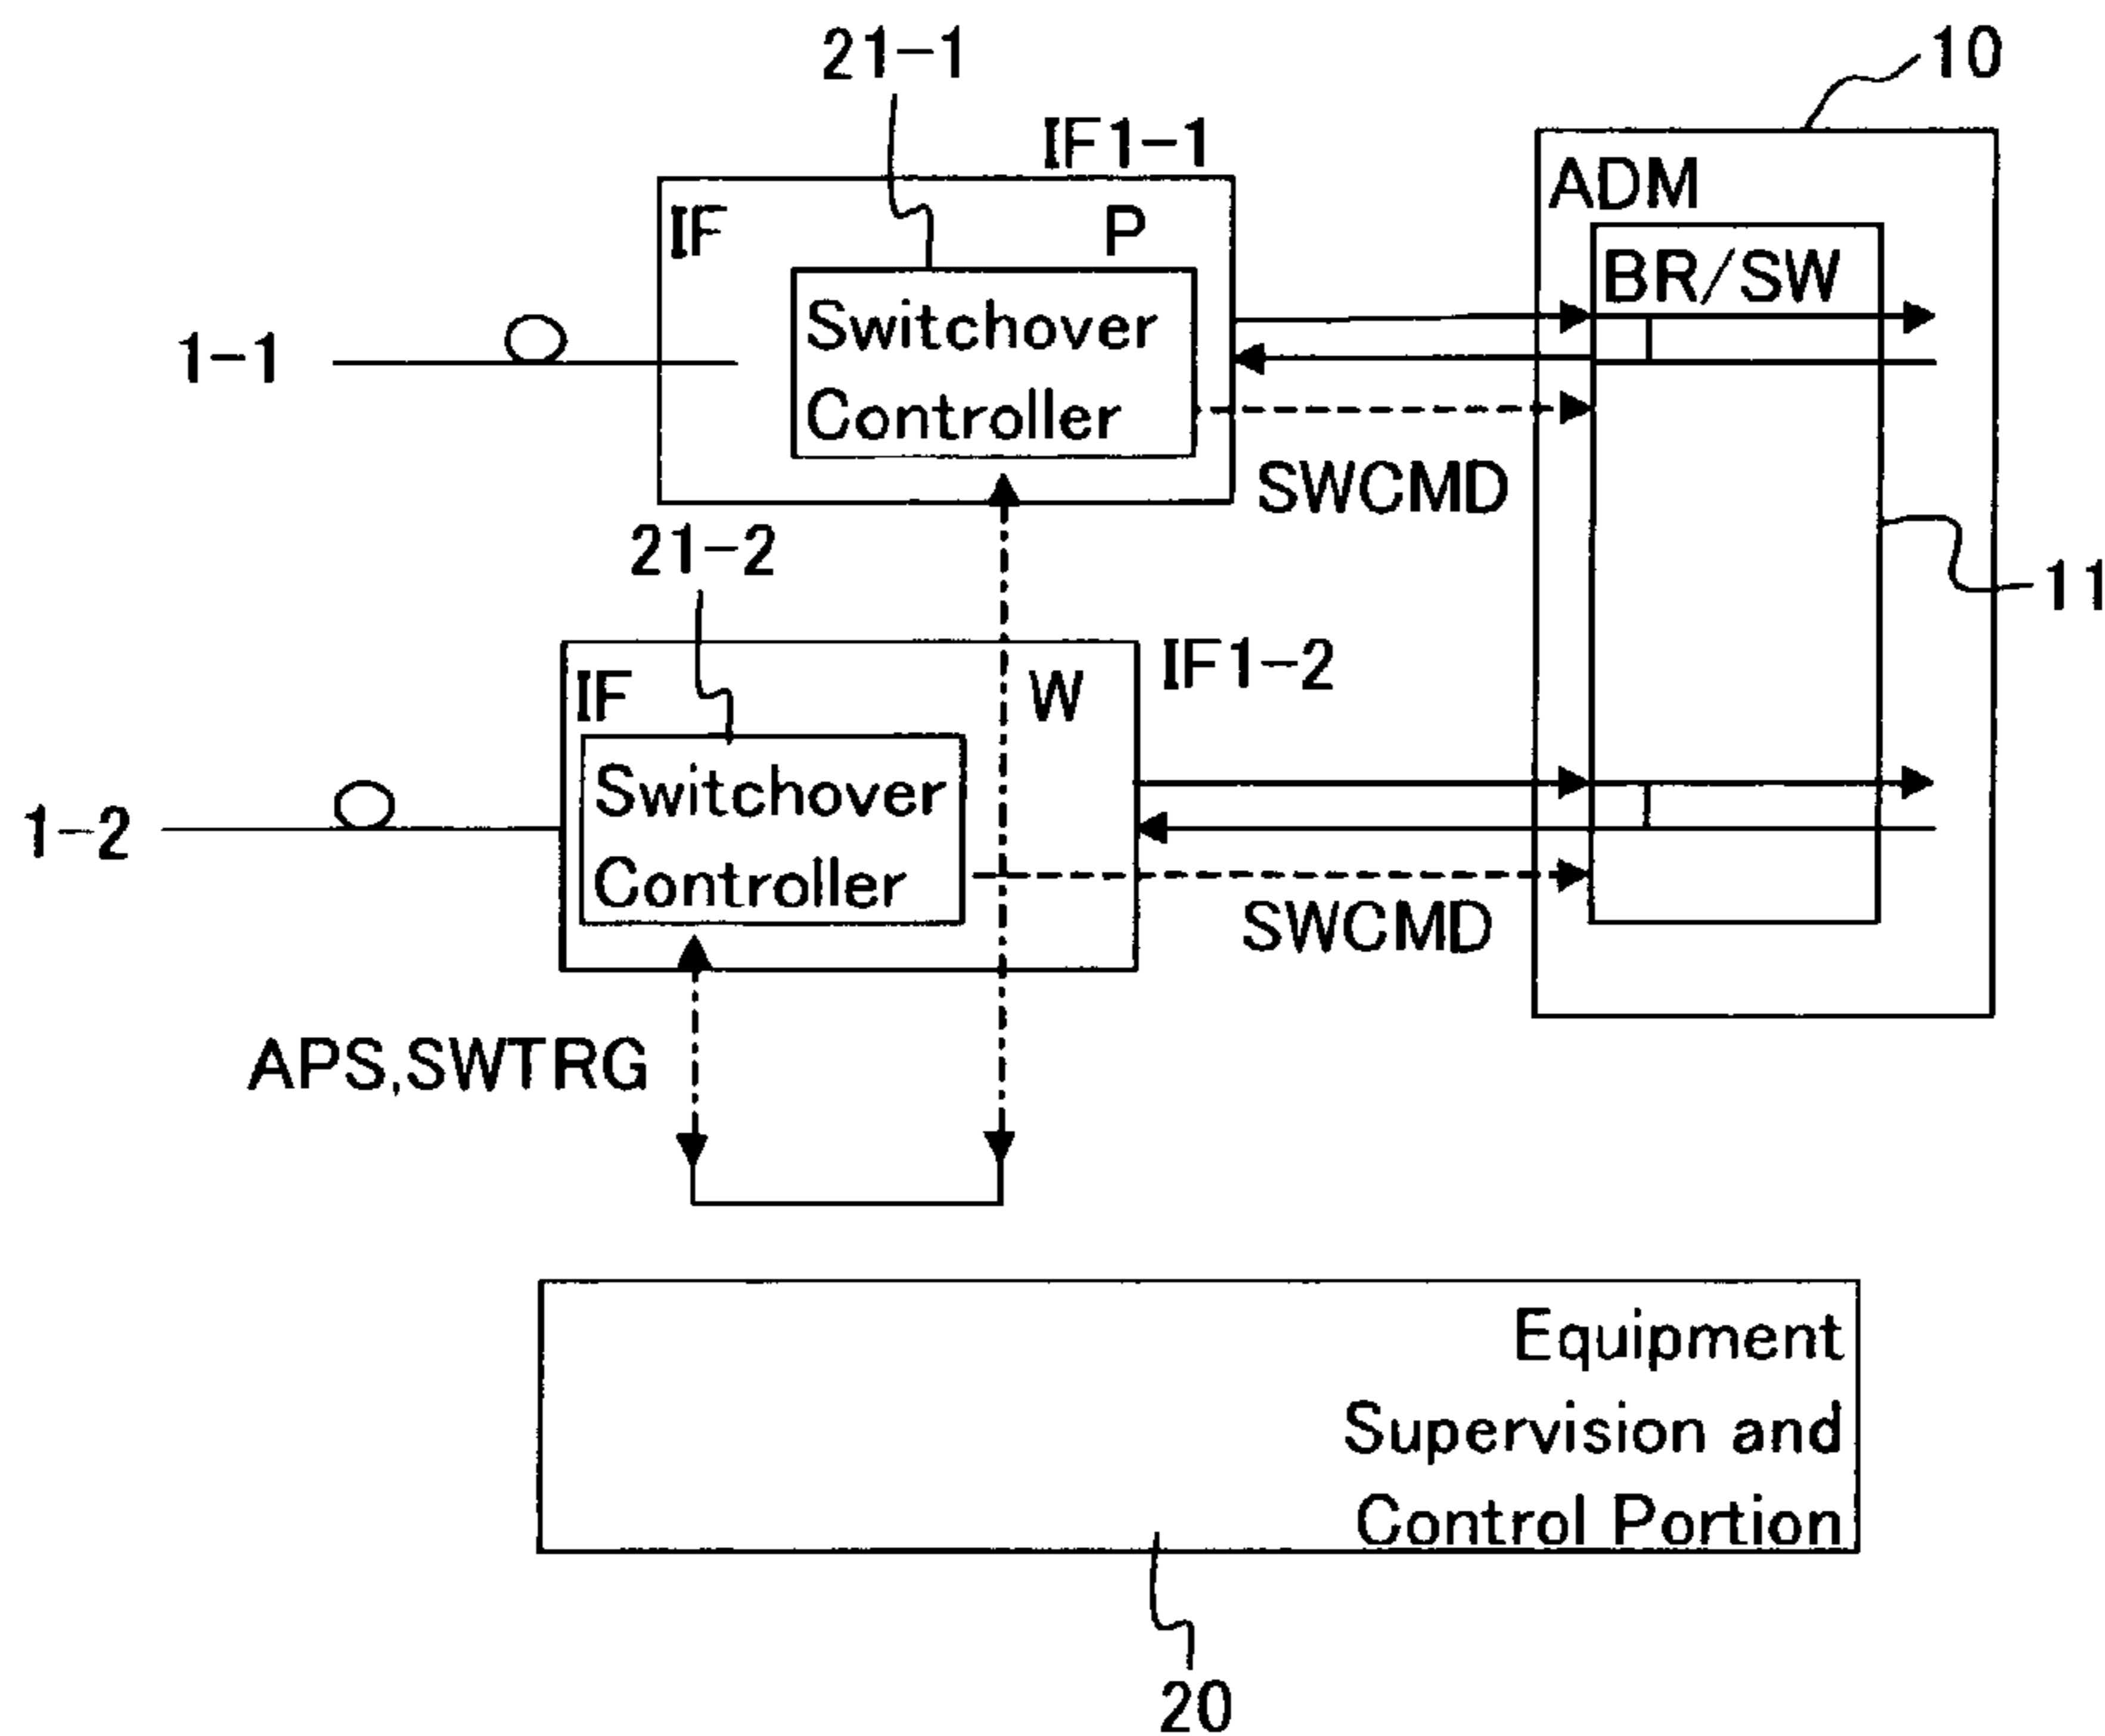 21-1
10
IF1-1
ADM
IF
P
BR/SW
Switchover
Controller
1-1
SWCMD
21-2
11
IF1-2
IF
W
Switchover
Controller
1-2
SWCMD
APS,SWTRG
Equipment
Supervision and
Control Portion
20